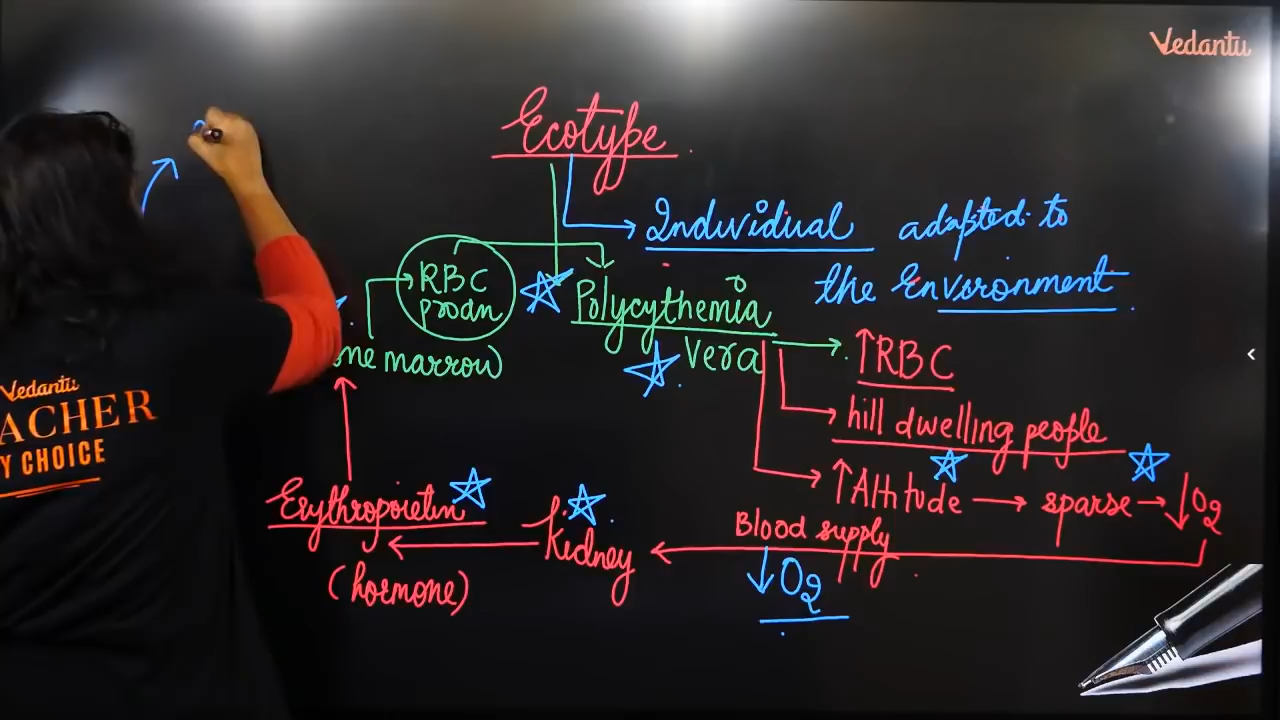 Vedantu
Ecotype
Individual adapted to
the Environment
RBC
prodn
Polycythemia
Vera
↑RBC
me marrow
hill dwelling people
↑Altitude → sparse → ↓O2
Erythropoietin
Kidney
Blood supply
↓O2
(hormone)
Vedantu
ACHER
Y CHOICE